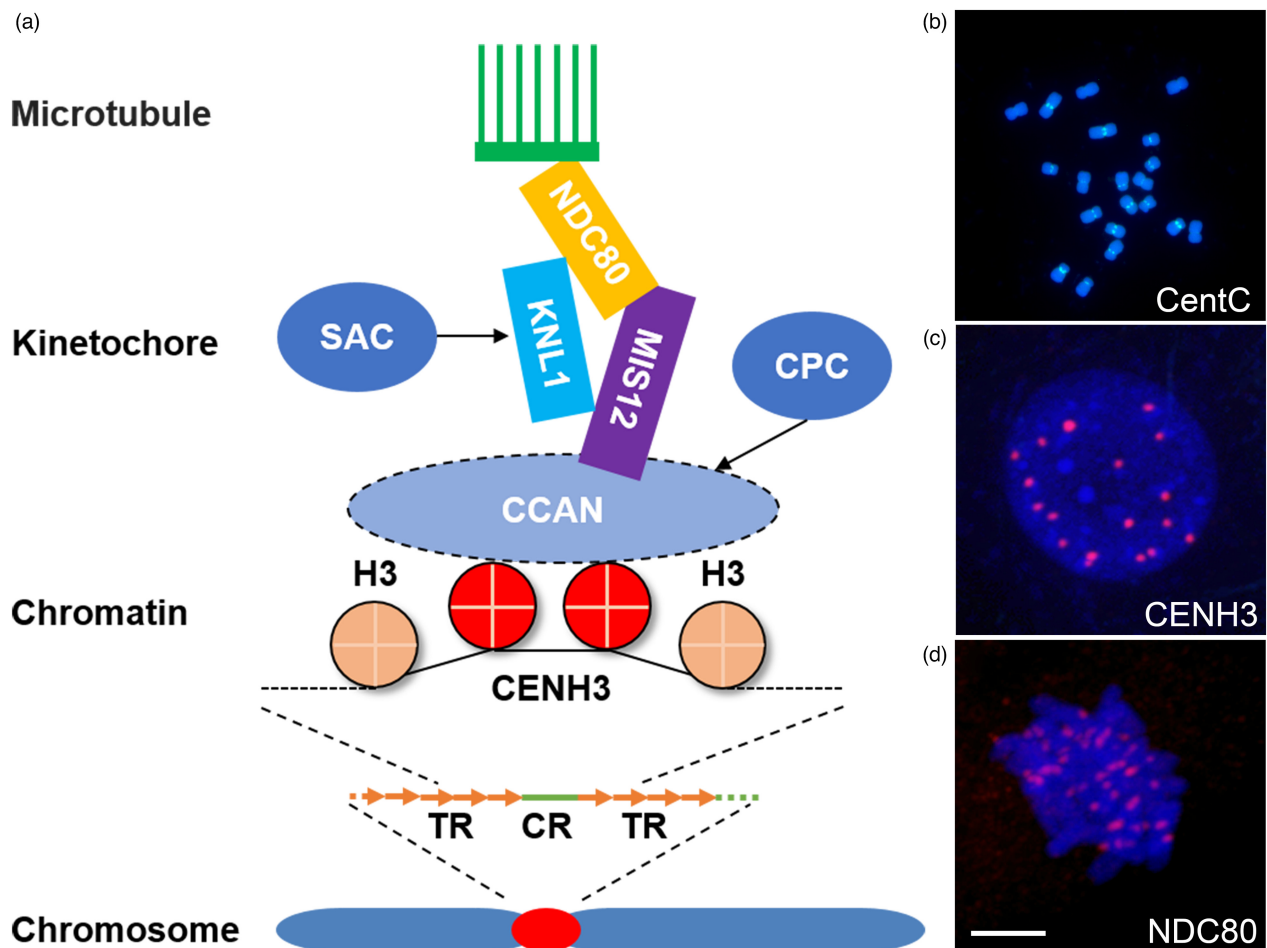 (a)
Microtubule
NDC80
KNL1
MIS12
SAC
CPC
Kinetochore
CCAN
H3
H3
Chromatin
CENH3
TR
CR
TR
Chromosome
(b)
CentC
(c)
CENH3
(d)
NDC80